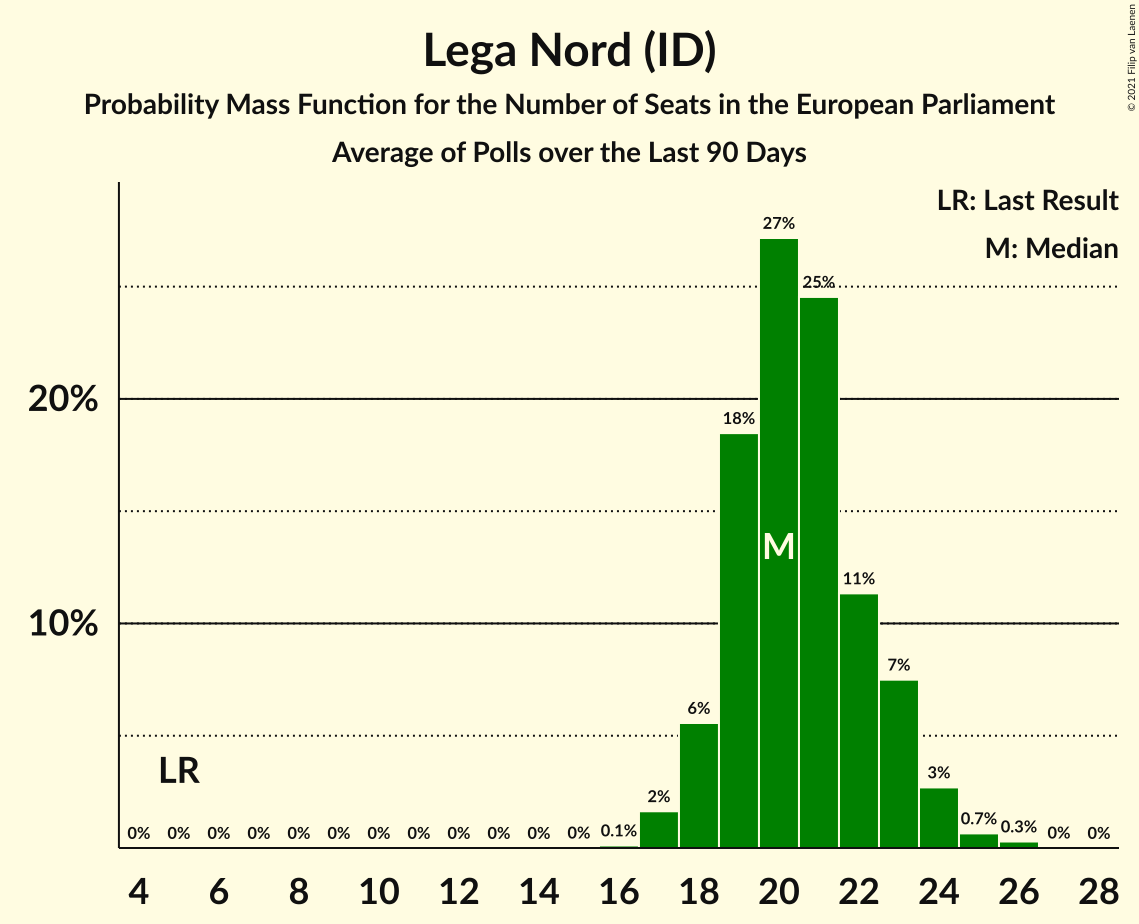 Lega Nord (ID)
Probability Mass Function for the Number of Seats in the European Parliament
Average of Polls over the Last 90 Days
© 2021 Filip van Laenen
LR: Last Result
M: Median
27%
25%
20%
18%
M
11%
10%
7%
6%
LR
3%
2%
0% 0% 0% 0% 0% 0% 0% 0% 0% 0% 0% 0% 0.1% 0.7% 0.3% 0% 0%
4 6 8 10 12 14 16 18 20 22 24 26 28